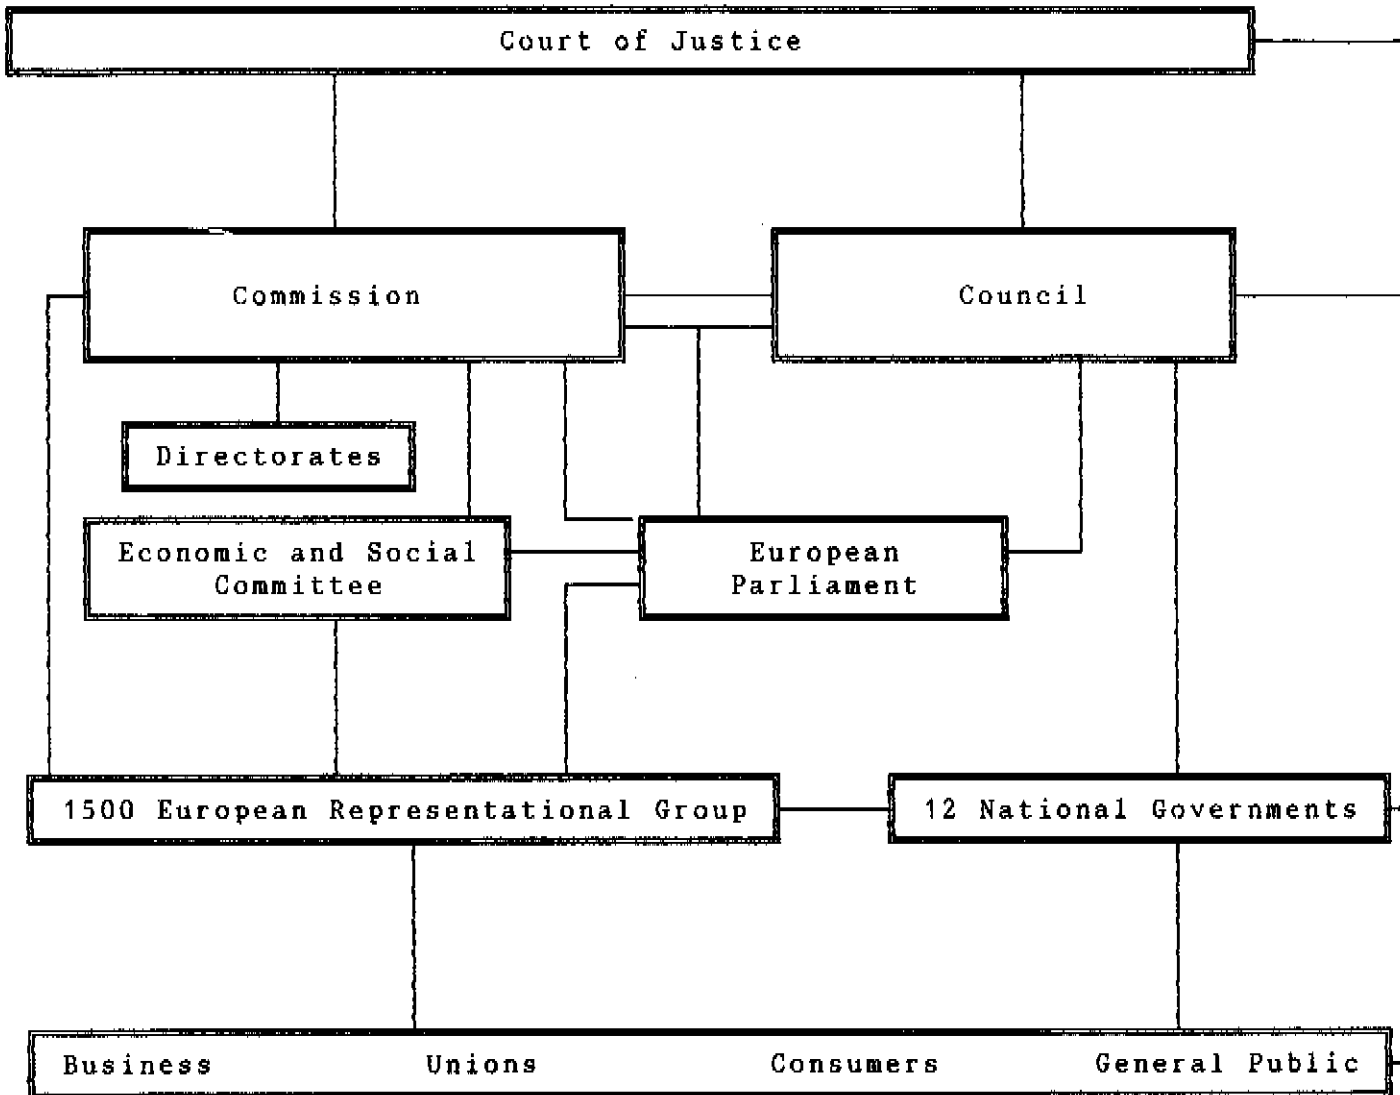 Court of Justice
Commission
Council
Directorates
Economic and Social
Committee
European
Parliament
1500 European Representational Group
12 National Governments
Business Unions Consumers General Public